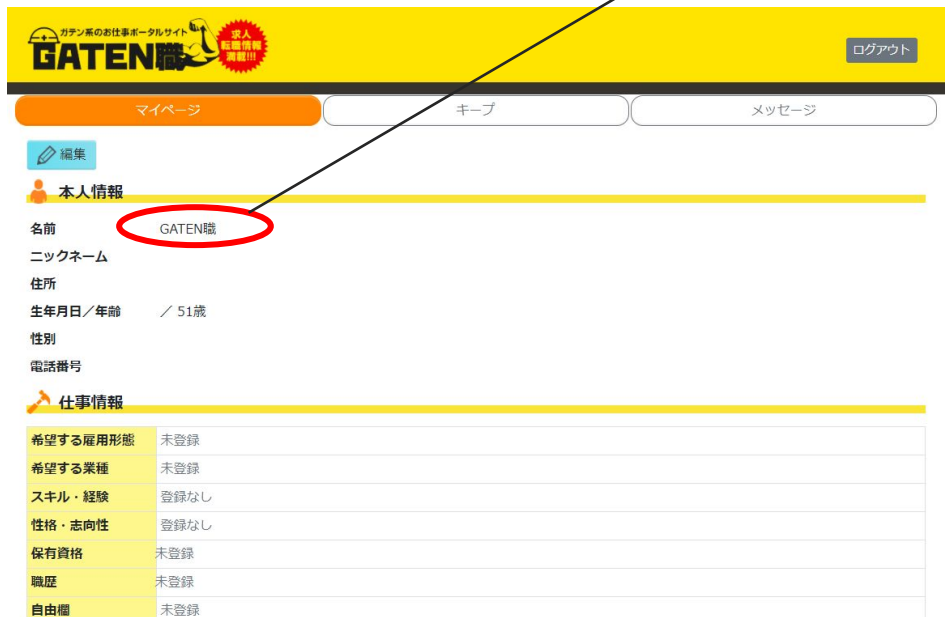 ガテン系のお仕事ポータルサイト
GATEN職
求人
転職情報
満載!!!
ログアウト
マイページ キープ メッセージ
編集
本人情報
名前 GATEN職
ニックネーム
住所
生年月日／年齢 ／ 51歳
性別
電話番号
仕事情報
希望する雇用形態 未登録
希望する業種 未登録
スキル・経験 登録なし
性格・志向性 登録なし
保有資格 未登録
職歴 未登録
自由欄 未登録